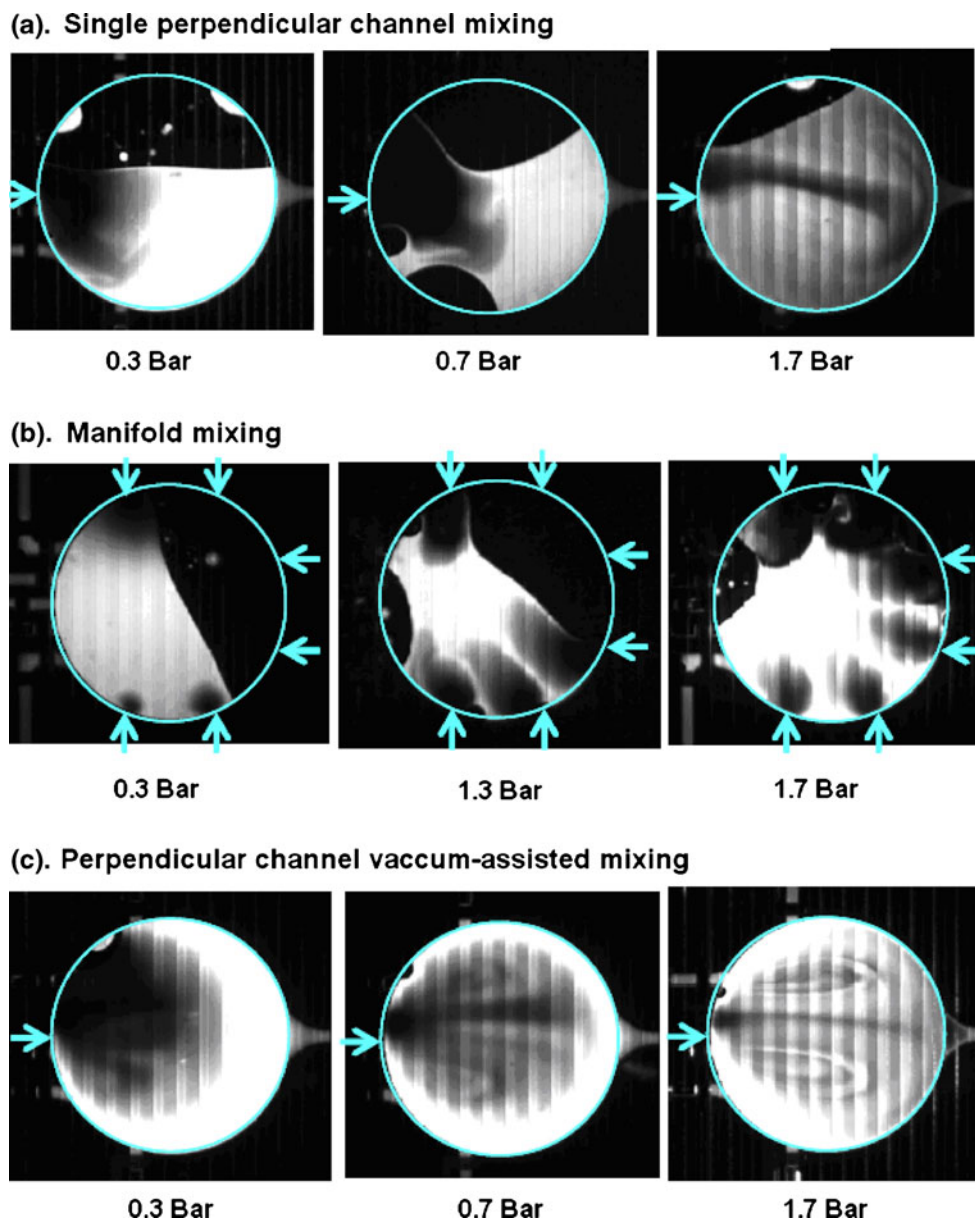 (a). Single perpendicular channel mixing
0.3 Bar 0.7 Bar 1.7 Bar
(b). Manifold mixing
0.3 Bar 1.3 Bar 1.7 Bar
(c). Perpendicular channel vaccum-assisted mixing
0.3 Bar 0.7 Bar 1.7 Bar